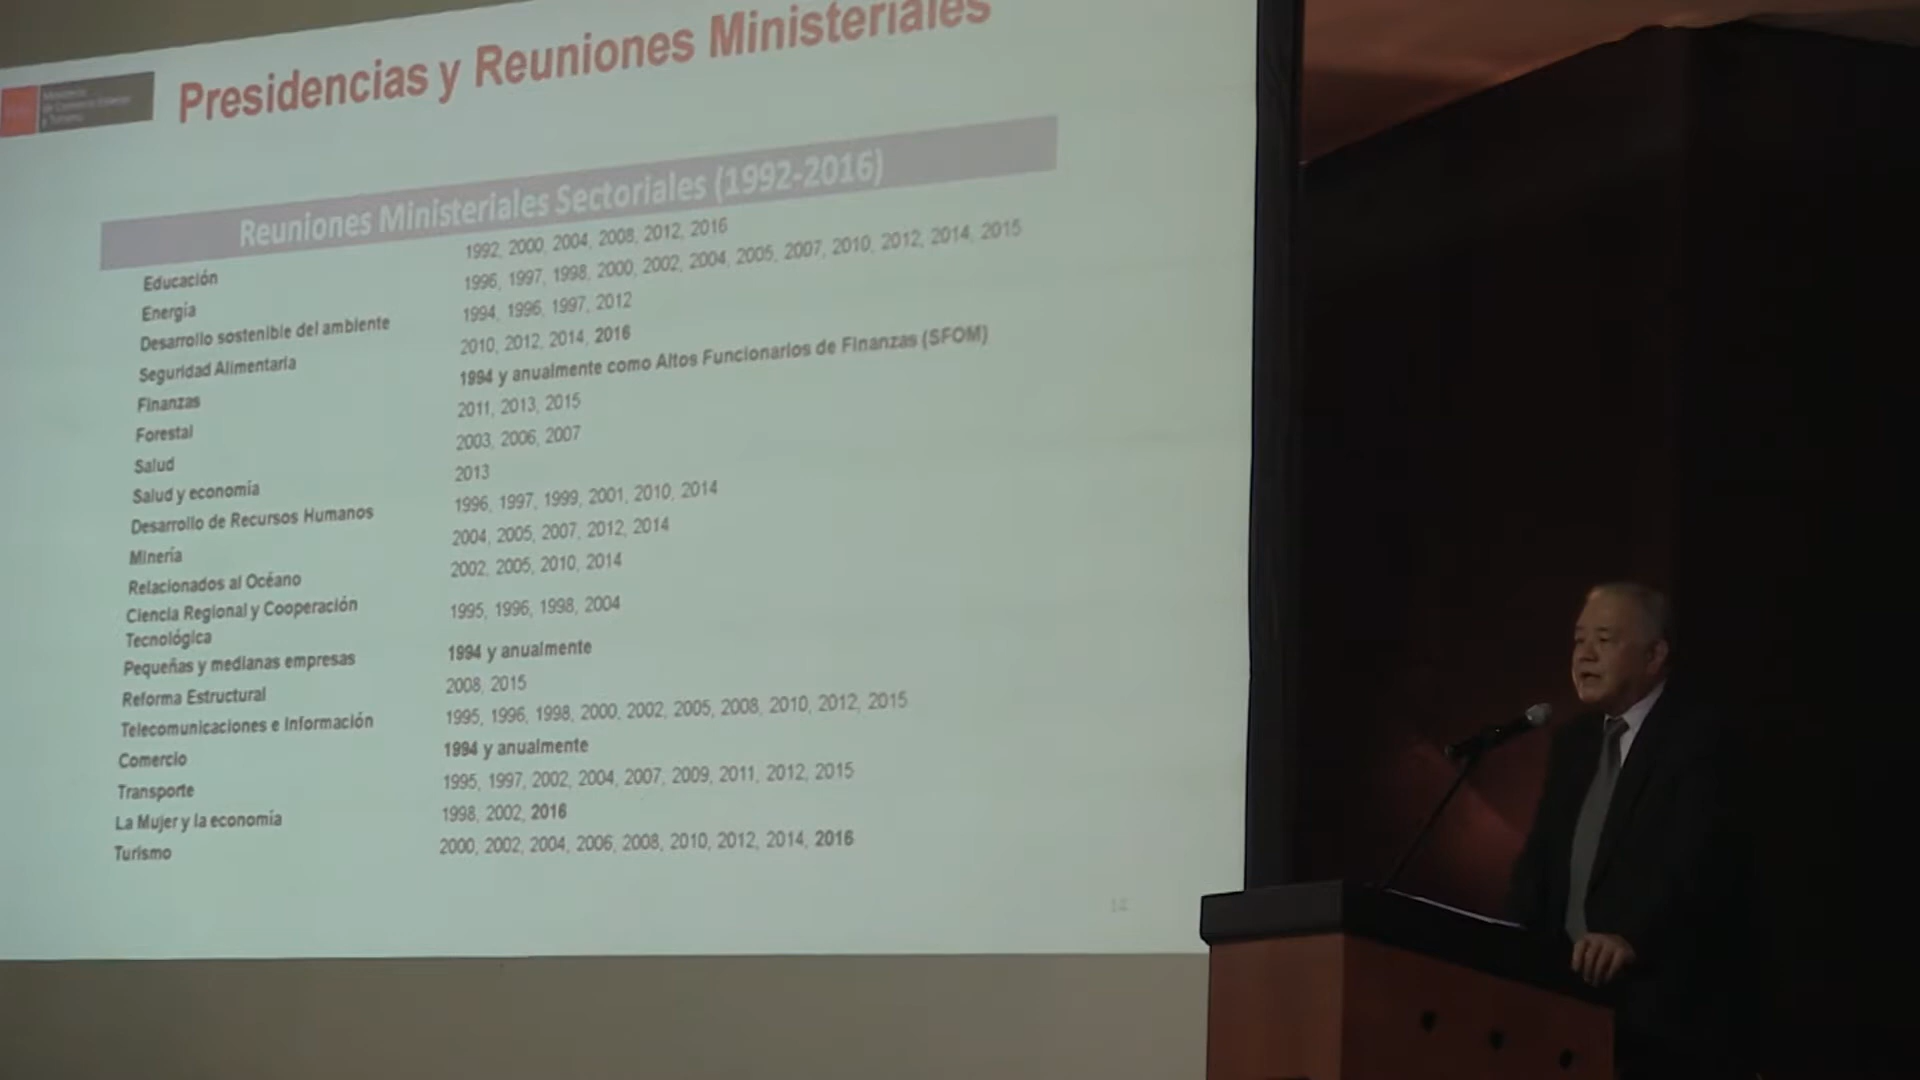 Ministerio
de Comercio Exterior
y Turismo
Presidencias y Reuniones Ministeriales
Reuniones Ministeriales Sectoriales (1992-2016)
Educación 1992, 2000, 2004, 2008, 2012, 2016
Energía 1996, 1997, 1998, 2000, 2002, 2004, 2005, 2007, 2010, 2012, 2014, 2015
Desarrollo sostenible del ambiente 1994, 1996, 1997, 2012
Seguridad Alimentaria 2010, 2012, 2014, 2016
Finanzas 1994 y anualmente como Altos Funcionarios de Finanzas (SFOM)
Forestal 2011, 2013, 2015
Salud 2003, 2006, 2007
Salud y economía 2013
Desarrollo de Recursos Humanos 1996, 1997, 1999, 2001, 2010, 2014
Minería 2004, 2005, 2007, 2012, 2014
Relacionados al Océano 2002, 2005, 2010, 2014
Ciencia Regional y Cooperación
Tecnológica 1995, 1996, 1998, 2004
Pequeñas y medianas empresas 1994 y anualmente
Reforma Estructural 2008, 2015
Telecomunicaciones e Información 1995, 1996, 1998, 2000, 2002, 2005, 2008, 2010, 2012, 2015
Comercio 1994 y anualmente
Transporte 1995, 1997, 2002, 2004, 2007, 2009, 2011, 2012, 2015
La Mujer y la economía 1998, 2002, 2016
Turismo 2000, 2002, 2004, 2006, 2008, 2010, 2012, 2014, 2016